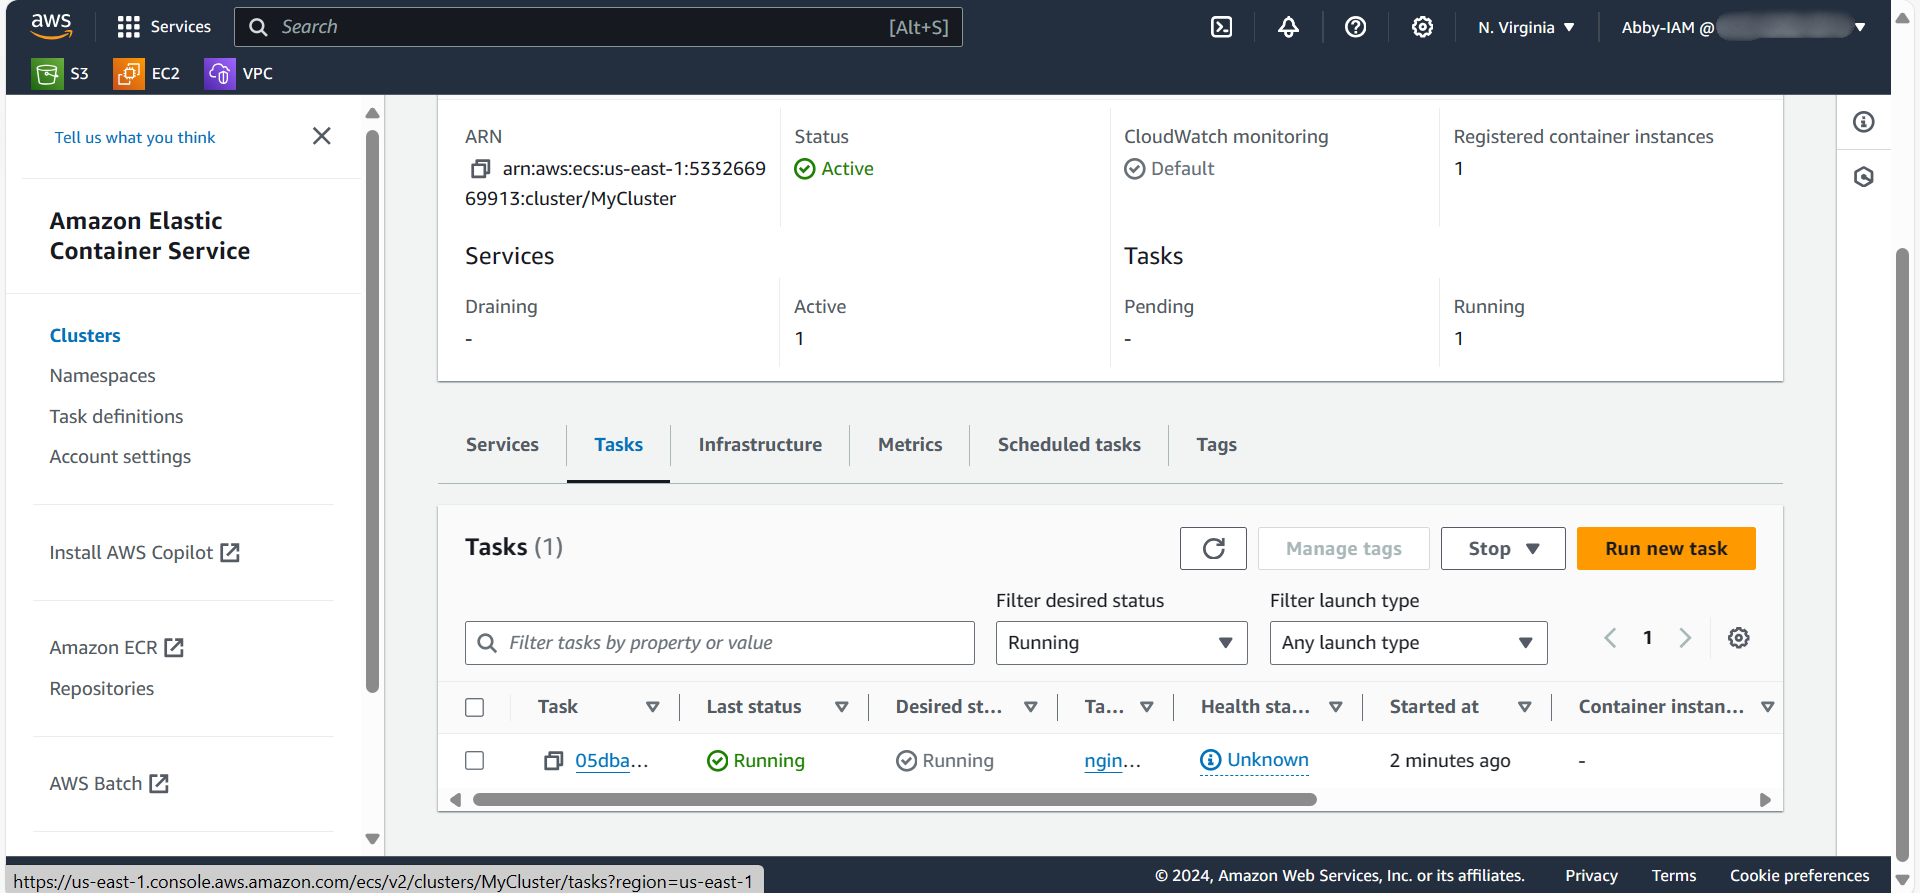 aws
Services
Search
[Alt+S]
N. Virginia
Abby-IAM @
S3
EC2
VPC
Tell us what you think
Amazon Elastic
Container Service
Clusters
Namespaces
Task definitions
Account settings
Install AWS Copilot
Amazon ECR
Repositories
AWS Batch
ARN
arn:aws:ecs:us-east-1:5332669
69913:cluster/MyCluster
Status
Active
CloudWatch monitoring
Default
Registered container instances
1
Services
Tasks
Draining
-
Active
1
Pending
-
Running
1
Services
Tasks
Infrastructure
Metrics
Scheduled tasks
Tags
Tasks (1)
Manage tags
Stop
Run new task
Filter desired status
Filter launch type
Filter tasks by property or value
Running
Any launch type
1
Task
Last status
Desired st...
Ta...
Health sta...
Started at
Container instan...
05dba...
Running
Running
ngin...
Unknown
2 minutes ago
-
https://us-east-1.console.aws.amazon.com/ecs/v2/clusters/MyCluster/tasks?region=us-east-1
© 2024, Amazon Web Services, Inc. or its affiliates.
Privacy
Terms
Cookie preferences